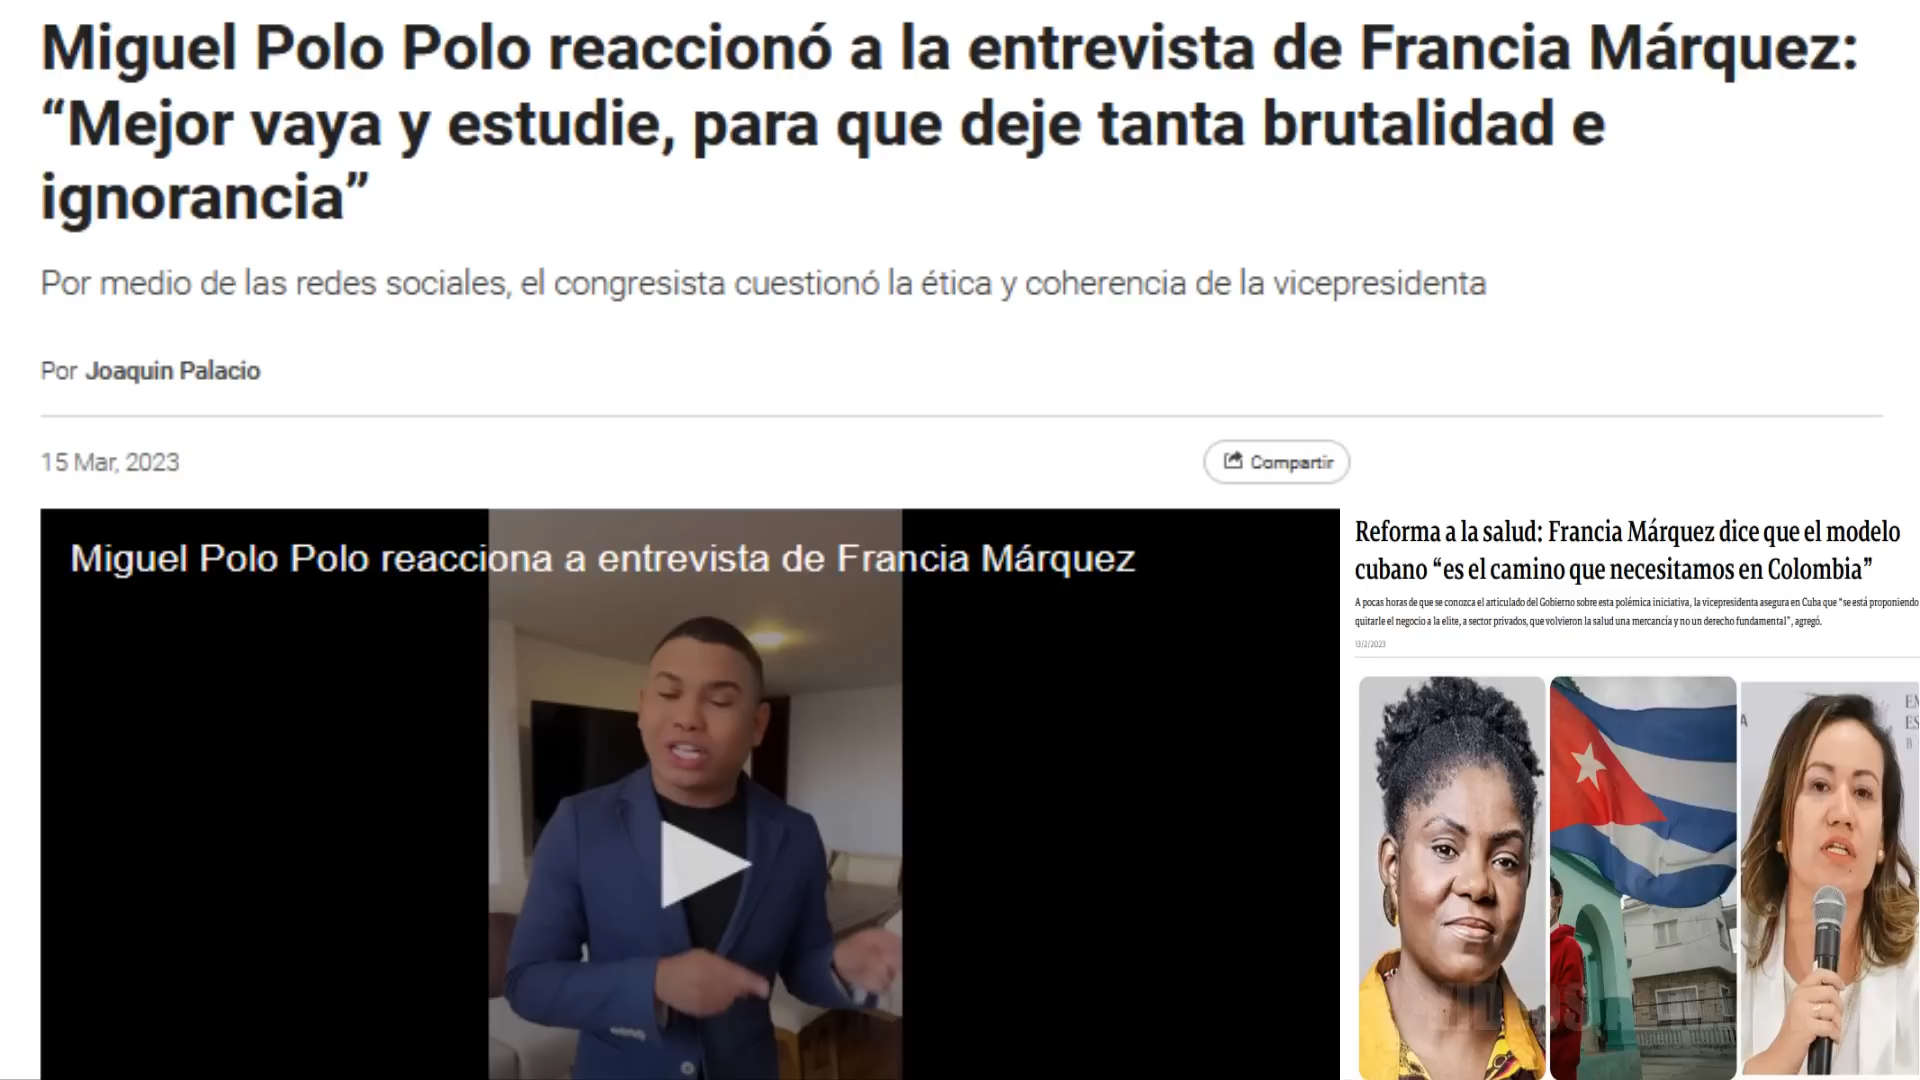 Miguel Polo Polo reaccionó a la entrevista de Francia Márquez:
“Mejor vaya y estudie, para que deje tanta brutalidad e
ignorancia”
Por medio de las redes sociales, el congresista cuestionó la ética y coherencia de la vicepresidenta
Por Joaquin Palacio
15 Mar, 2023
Compartir
Miguel Polo Polo reacciona a entrevista de Francia Márquez
Reforma a la salud: Francia Márquez dice que el modelo
cubano “es el camino que necesitamos en Colombia”
A pocas horas de que se conozca el articulado del Gobierno sobre esta polémica iniciativa, la vicepresidenta asegura en Cuba que “se está proponiendo
quitarle el negocio a la elite, a sector privados, que volvieron la salud una mercancía y no un derecho fundamental”, agregó.
13/2/2023